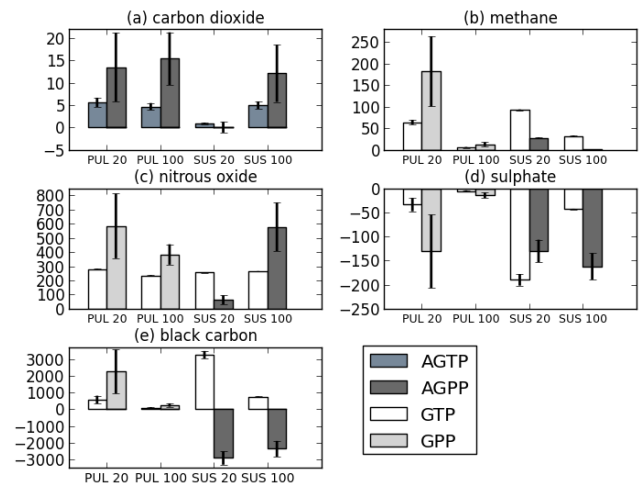 (a) carbon dioxide
20
15
10
5
0
−5
PUL 20 PUL 100 SUS 20 SUS 100
(b) methane
250
200
150
100
50
0
PUL 20 PUL 100 SUS 20 SUS 100
(c) nitrous oxide
800
700
600
500
400
300
200
100
0
PUL 20 PUL 100 SUS 20 SUS 100
(d) sulphate
0
−50
−100
−150
−200
−250
PUL 20 PUL 100 SUS 20 SUS 100
(e) black carbon
3000
2000
1000
0
−1000
−2000
−3000
PUL 20 PUL 100 SUS 20 SUS 100
AGTP
AGPP
GTP
GPP